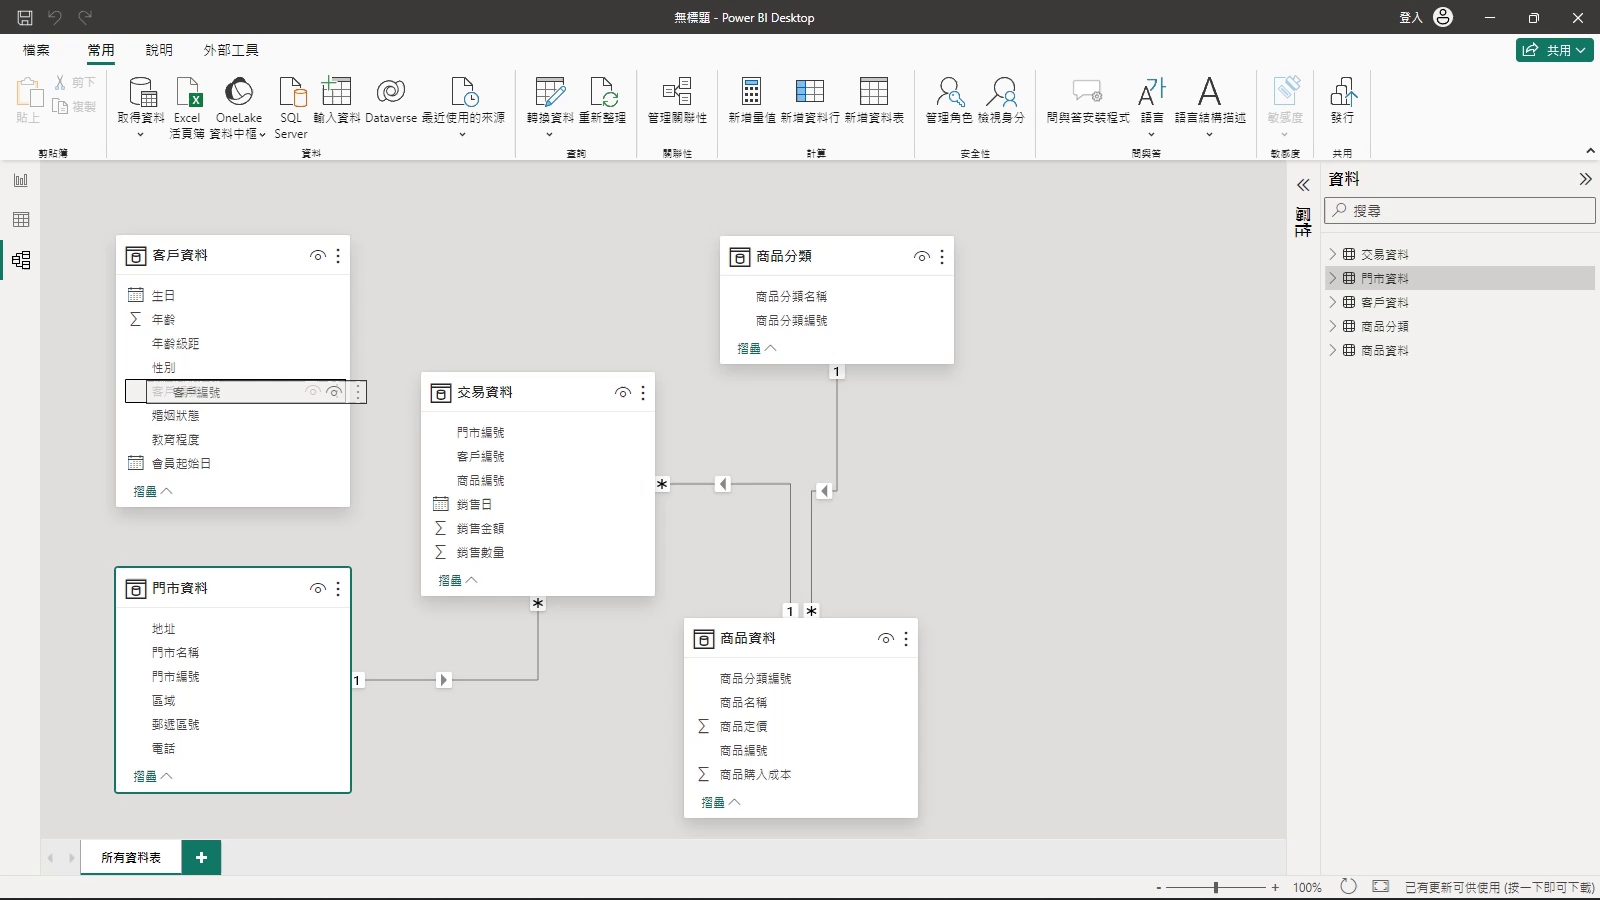 無標題 - Power BI Desktop
登入
檔案
常用
說明
外部工具
共用
貼上
剪下
複製
剪貼簿
取得資料
Excel
活頁簿
OneLake
資料中樞
SQL
Server
輸入資料
Dataverse
最近使用的來源
資料
轉換資料
重新整理
查詢
管理關聯性
關聯性
新增量值
新增資料行
新增資料表
計算
管理角色
檢視身分
安全性
問與答安裝程式
語言
語言結構描述
問與答
敏感度
敏感度
發行
共用
客戶資料
生日
年齡
年齡級距
性別
客戶編號
婚姻狀態
教育程度
會員起始日
摺疊
門市資料
地址
門市名稱
門市編號
區域
郵遞區號
電話
摺疊
交易資料
門市編號
客戶編號
商品編號
銷售日
銷售金額
銷售數量
摺疊
商品分類
商品分類名稱
商品分類編號
摺疊
商品資料
商品分類編號
商品名稱
商品定價
商品編號
商品購入成本
摺疊
1
*
1
*
*
1
資料
搜尋
交易資料
門市資料
客戶資料
商品分類
商品資料
所有資料表
100%
已有更新可供使用 (按一下即可下載)